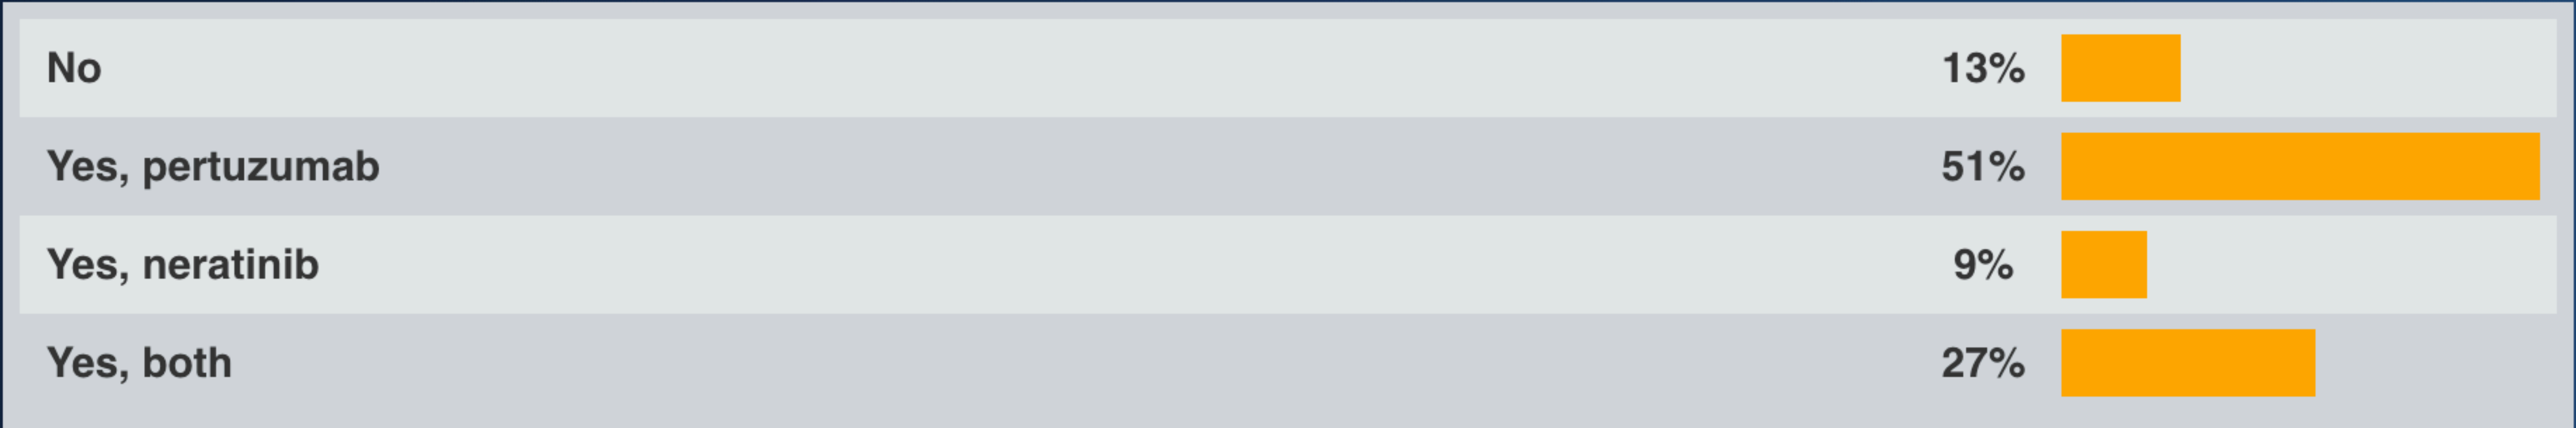 No 13%
Yes, pertuzumab 51%
Yes, neratinib 9%
Yes, both 27%